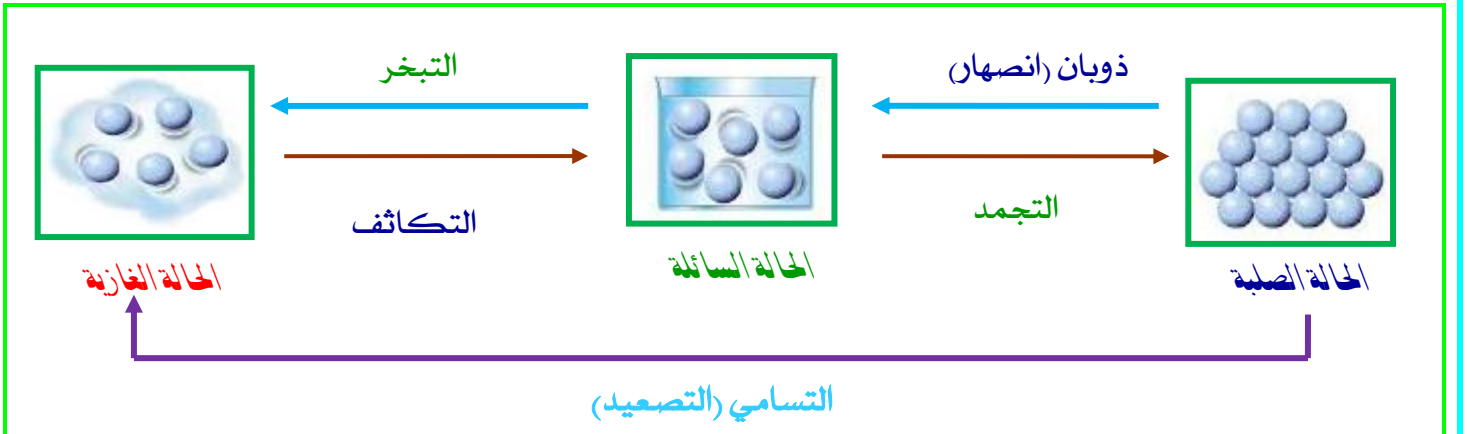 ذوبان (انصهار)
التبخر
التجمد
التكاثف
الحالة الصلبة
الحالة السائلة
الحالة الغازية
التسامي (التصعيد)